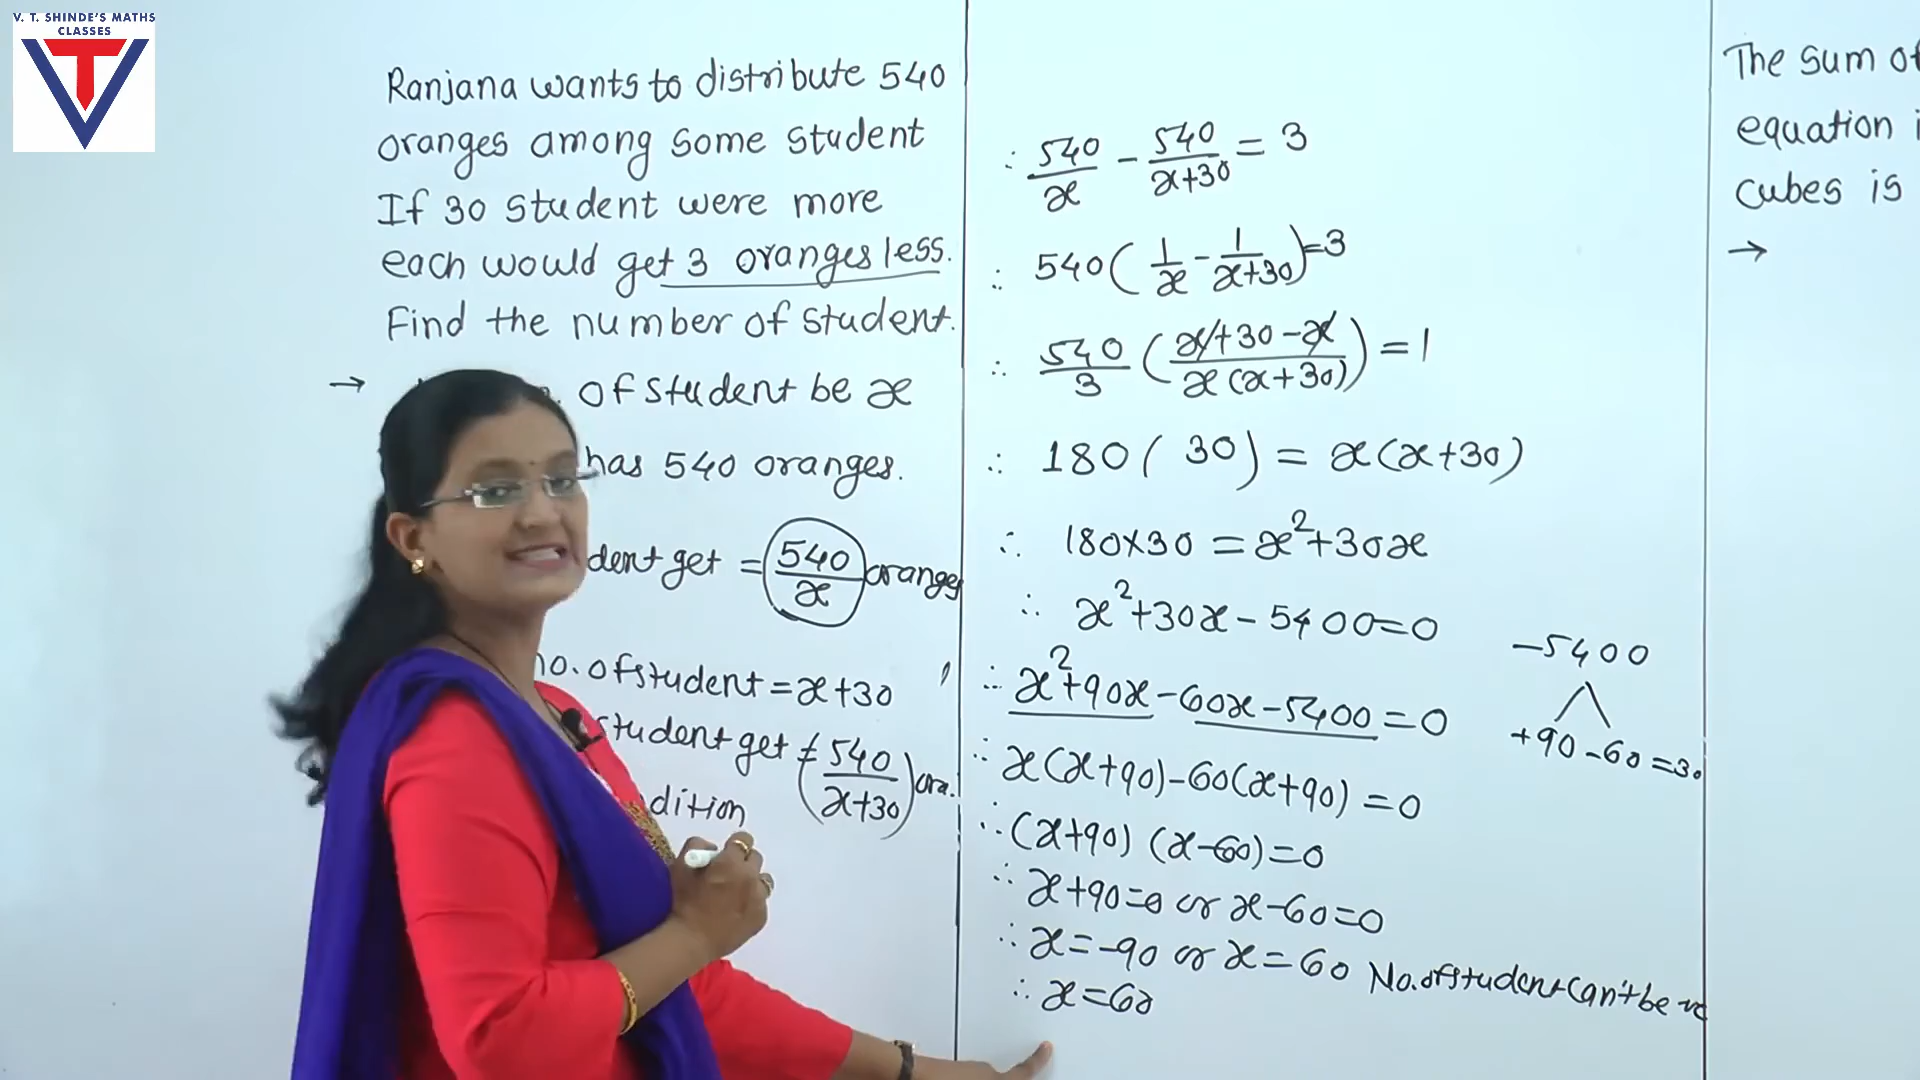 V. T. SHINDE'S MATHS
CLASSES
VT
Ranjana wants to distribute 540
oranges among some student
If 30 student were more
each would get 3 oranges less.
Find the number of student.
→ of student be x
has 540 oranges.
dent get = 540/x oranges
no. of student = x+30
student get = (540/x+30) ora.
dition
∴ 540/x - 540/x+30 = 3
∴ 540(1/x - 1/x+30)=3
∴ 540/3 (x+30-x/x(x+30)) = 1
∴ 180( 30) = x(x+30)
∴ 180x30 = x²+30x
∴ x²+30x-5400=0
∴ x²+90x-60x-5400=0
∴ x(x+90)-60(x+90)=0
∴ (x+90) (x-60)=0
∴ x+90=0 or x-60=0
∴ x=-90 or x=60 No. of student can't be -ve
∴ x=60
-5400
+90 -60 =30
The sum of
equation i
cubes is
→